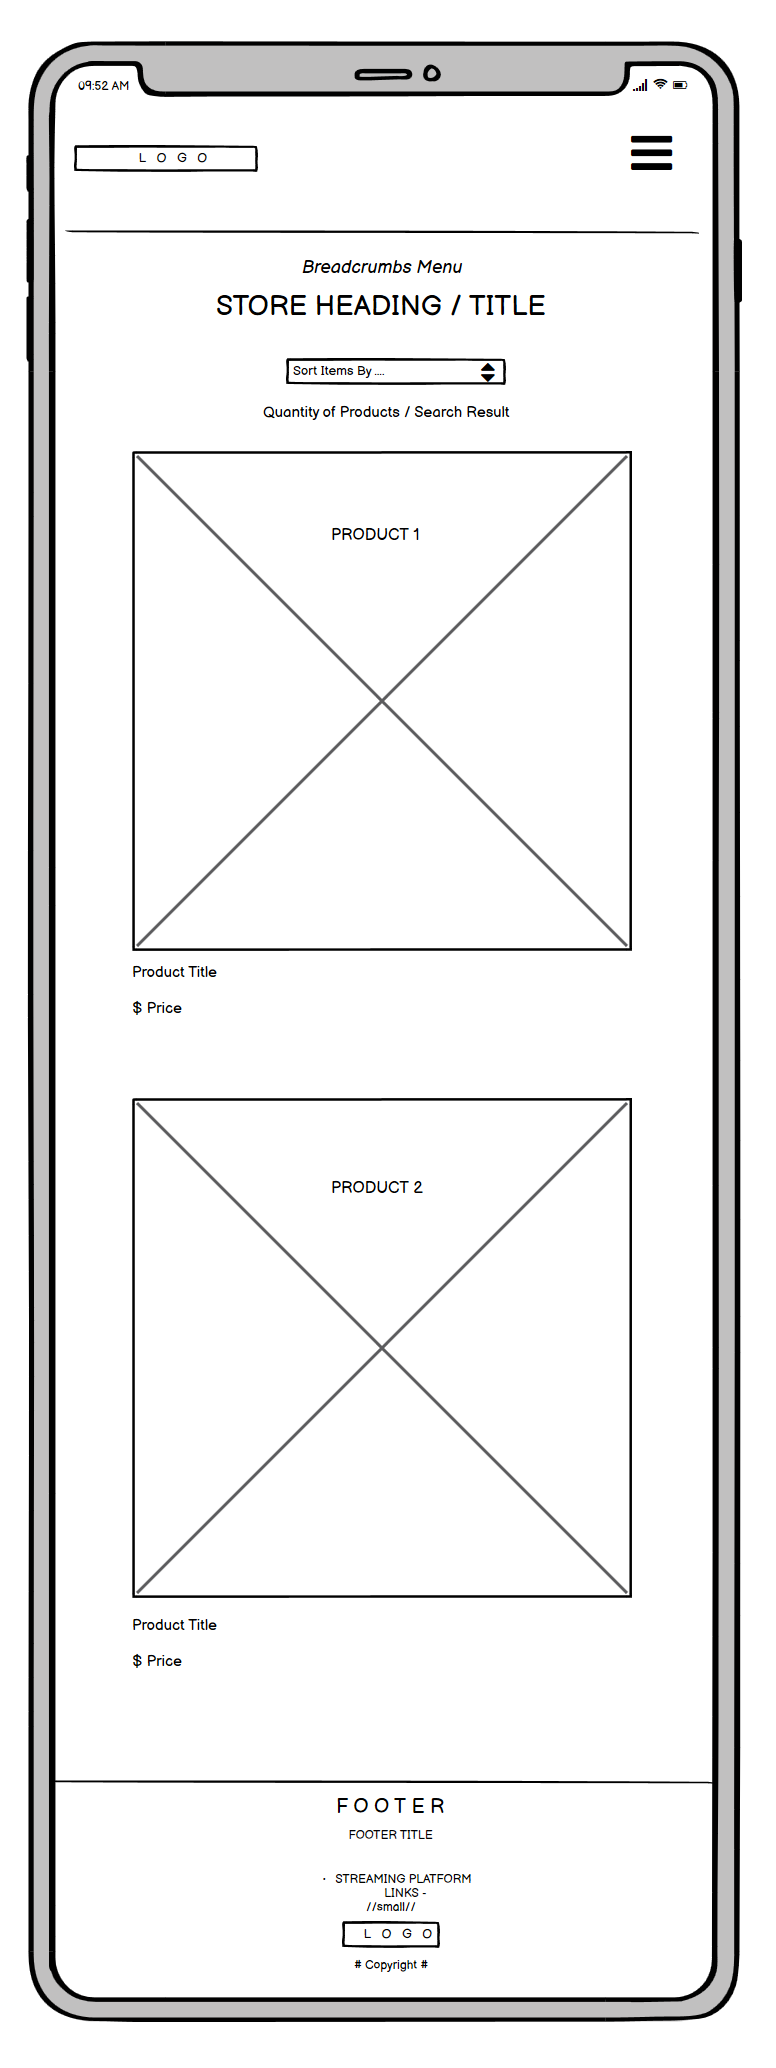 09:52 AM
L O G O
Breadcrumbs Menu
STORE HEADING / TITLE
Sort Items By ....
Quantity of Products / Search Result
PRODUCT 1
Product Title
$ Price
PRODUCT 2
Product Title
$ Price
FOOTER
FOOTER TITLE
· STREAMING PLATFORM
LINKS -
//small//
L O G O
# Copyright #